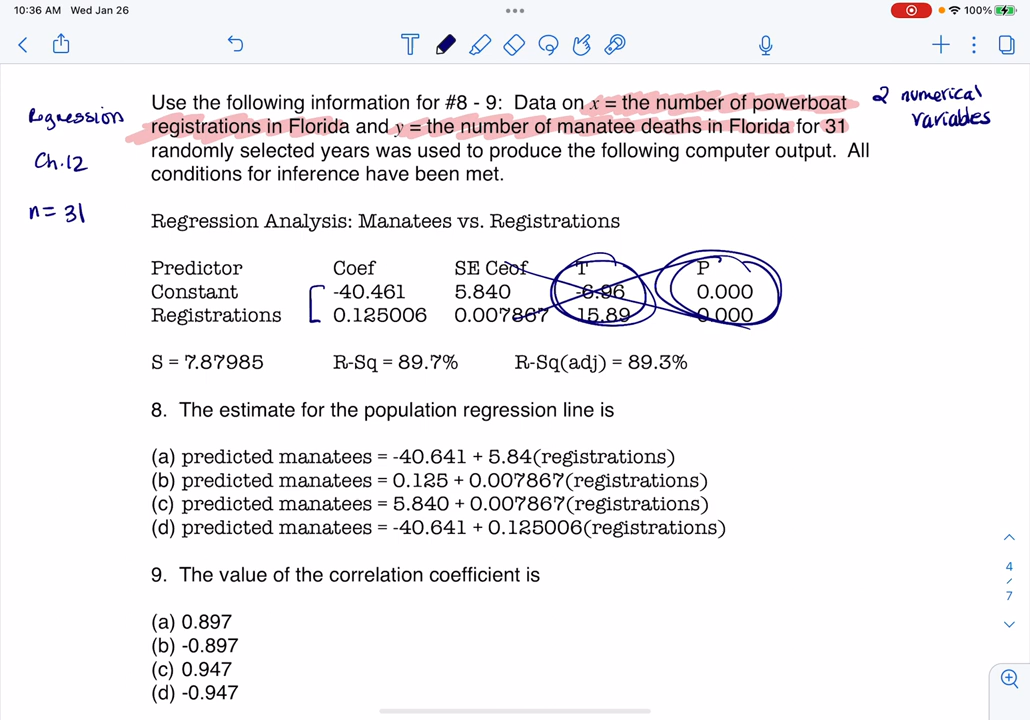 10:36 AM Wed Jan 26
100%
Use the following information for #8 - 9: Data on x = the number of powerboat
registrations in Florida and y = the number of manatee deaths in Florida for 31
randomly selected years was used to produce the following computer output. All
conditions for inference have been met.
2 numerical
variables
Regression
Ch.12
n = 31
Regression Analysis: Manatees vs. Registrations
Predictor Coef SE Ceof T P
Constant -40.461 5.840 -6.96 0.000
Registrations 0.125006 0.007867 15.89 0.000
S = 7.87985 R-Sq = 89.7% R-Sq(adj) = 89.3%
8. The estimate for the population regression line is
(a) predicted manatees = -40.641 + 5.84(registrations)
(b) predicted manatees = 0.125 + 0.007867(registrations)
(c) predicted manatees = 5.840 + 0.007867(registrations)
(d) predicted manatees = -40.641 + 0.125006(registrations)
9. The value of the correlation coefficient is
(a) 0.897
(b) -0.897
(c) 0.947
(d) -0.947
4
/
7